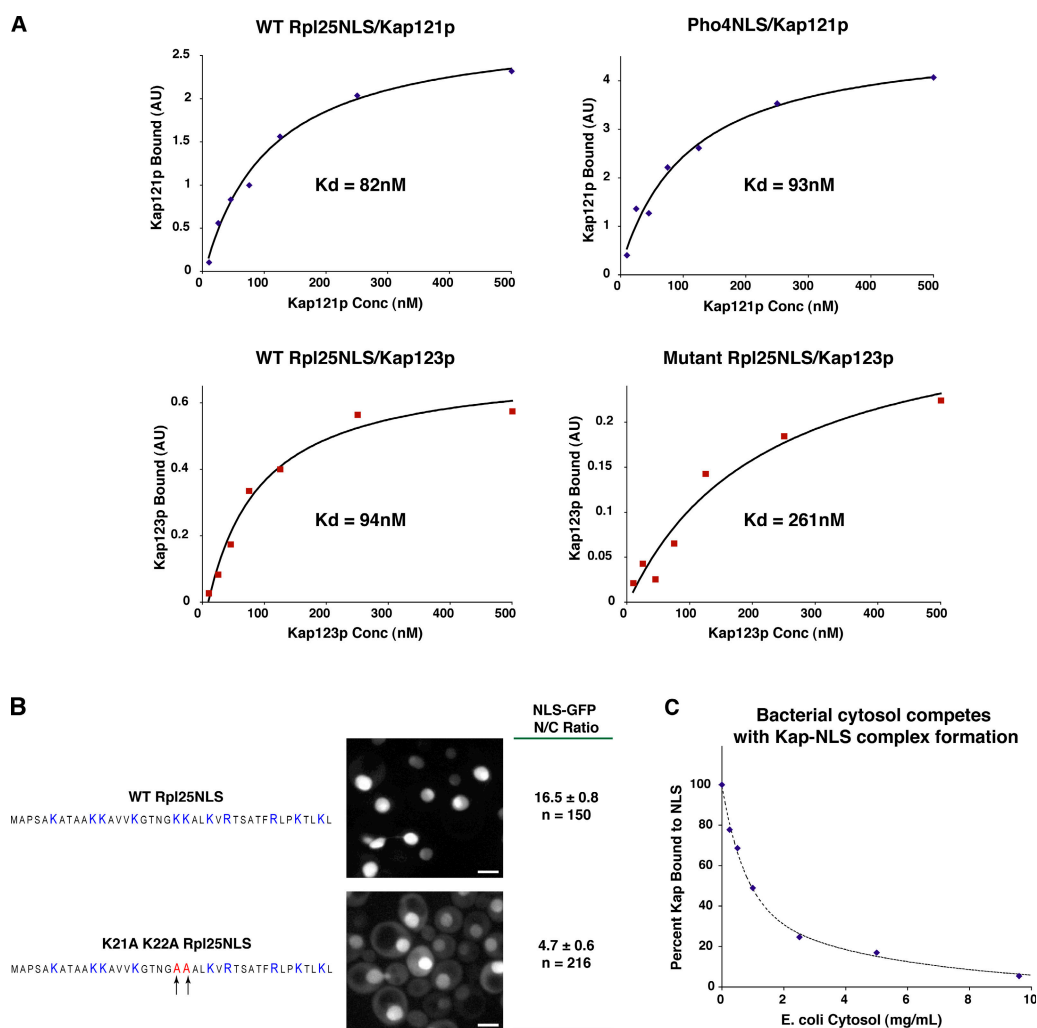 A
WT Rpl25NLS/Kap121p
2.5
2
1.5
1
0.5
0
0
100
200
300
400
500
Kap121p Bound (AU)
Kap121p Conc (nM)
Kd = 82nM
Pho4NLS/Kap121p
4
3
2
1
0
0
100
200
300
400
500
Kap121p Bound (AU)
Kap121p Conc (nM)
Kd = 93nM
WT Rpl25NLS/Kap123p
0.6
0.4
0.2
0
0
100
200
300
400
500
Kap123p Bound (AU)
Kap123p Conc (nM)
Kd = 94nM
Mutant Rpl25NLS/Kap123p
0.2
0.15
0.1
0.05
0
0
100
200
300
400
500
Kap123p Bound (AU)
Kap123p Conc (nM)
Kd = 261nM
B
NLS-GFP
N/C Ratio
WT Rpl25NLS
MAPSAKATAAKKAVVKGTNGKKALKVRTSATFRLPKTLKL
16.5 ± 0.8
n = 150
K21A K22A Rpl25NLS
MAPSAKATAAKKAVVKGTNGAAALKVRTSATFRLPKTLKL
4.7 ± 0.6
n = 216
C
Bacterial cytosol competes
with Kap-NLS complex formation
100
80
60
40
20
0
0
2
4
6
8
10
Percent Kap Bound to NLS
E. coli Cytosol (mg/mL)